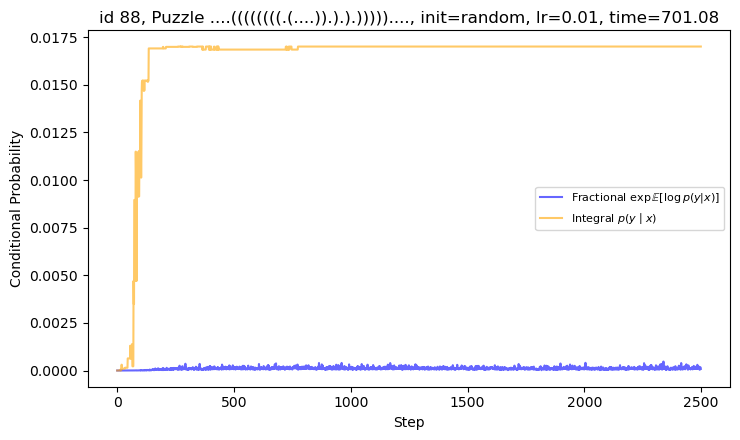 id 88, Puzzle ....((((((((.(....)).).).)))))...., init=random, lr=0.01, time=701.08
0.0175
0.0150
0.0125
0.0100
0.0075
0.0050
0.0025
0.0000
Conditional Probability
Fractional exp𝔼[log p(y|x)]
Integral p(y | x)
0
500
1000
1500
2000
2500
Step